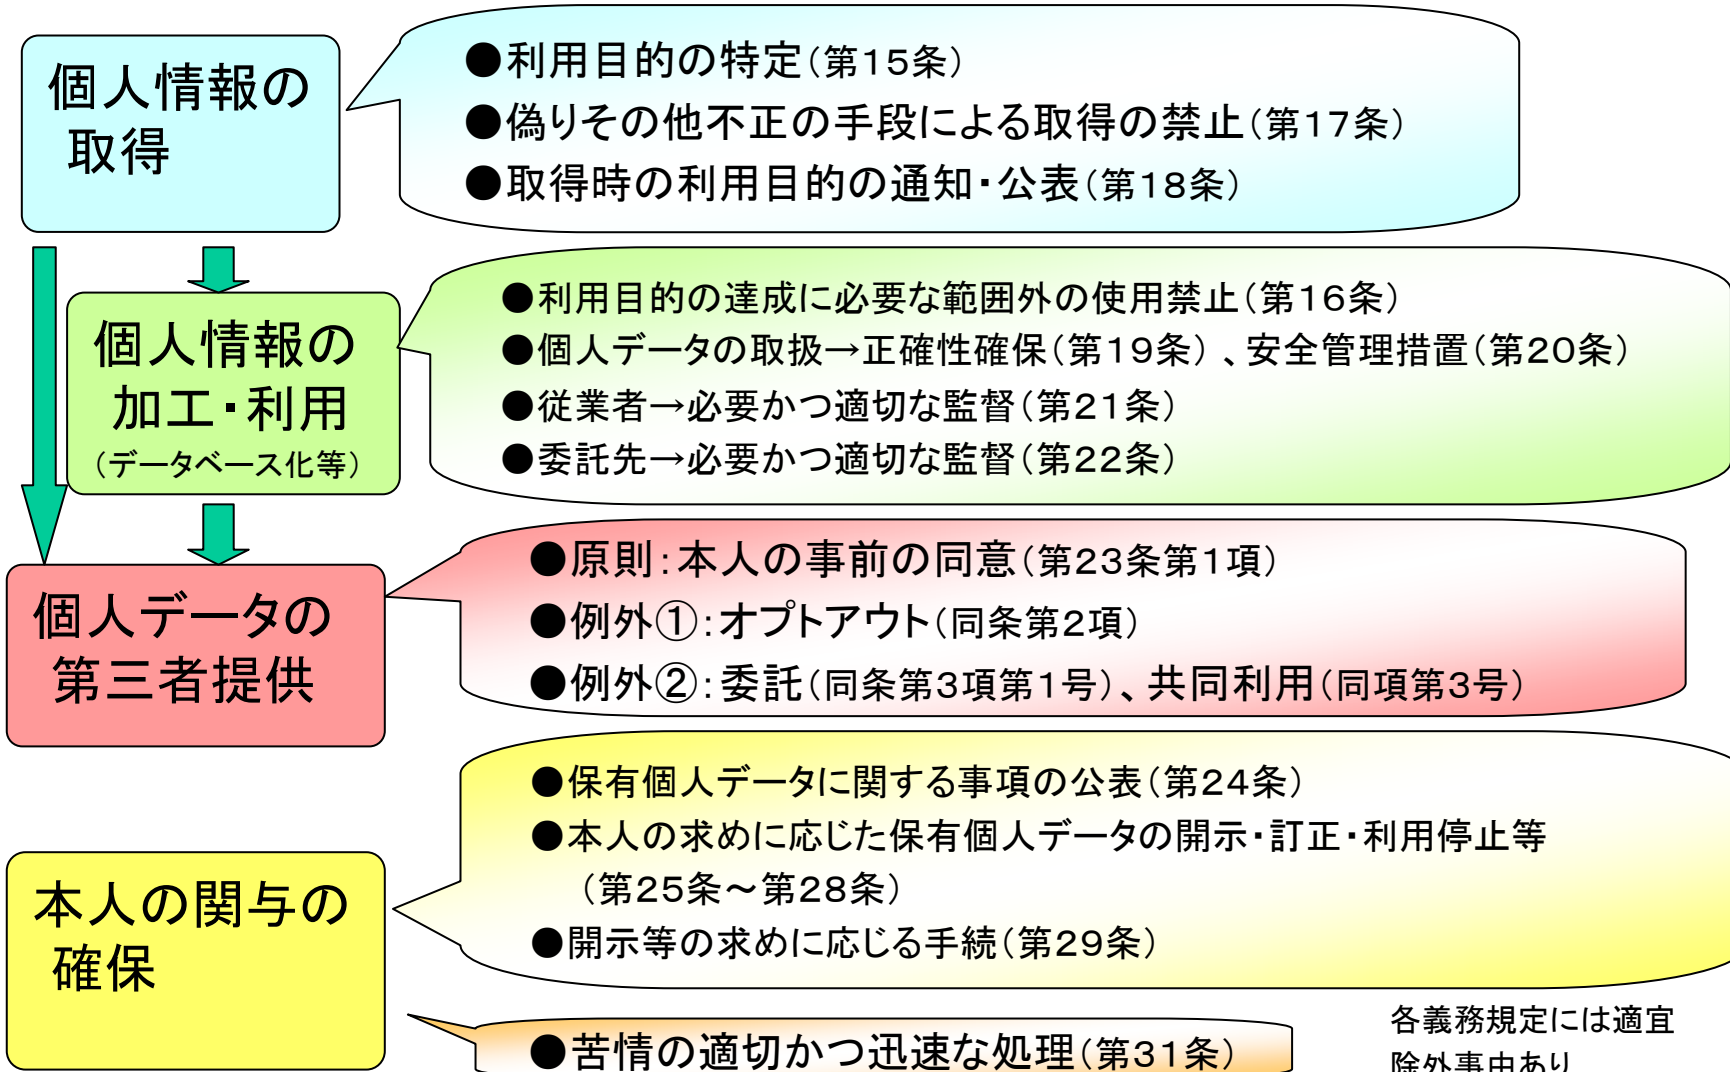 個人情報の
取得
●利用目的の特定（第15条）
●偽りその他不正の手段による取得の禁止（第17条）
●取得時の利用目的の通知・公表（第18条）
個人情報の
加工・利用
（データベース化等）
●利用目的の達成に必要な範囲外の使用禁止（第16条）
●個人データの取扱→正確性確保（第19条）、安全管理措置（第20条）
●従業者→必要かつ適切な監督（第21条）
●委託先→必要かつ適切な監督（第22条）
個人データの
第三者提供
●原則：本人の事前の同意（第23条第1項）
●例外①：オプトアウト（同条第2項）
●例外②：委託（同条第3項第1号）、共同利用（同項第3号）
本人の関与の
確保
●保有個人データに関する事項の公表（第24条）
●本人の求めに応じた保有個人データの開示・訂正・利用停止等
（第25条～第28条）
●開示等の求めに応じる手続（第29条）
●苦情の適切かつ迅速な処理（第31条）
各義務規定には適宜
除外事由あり